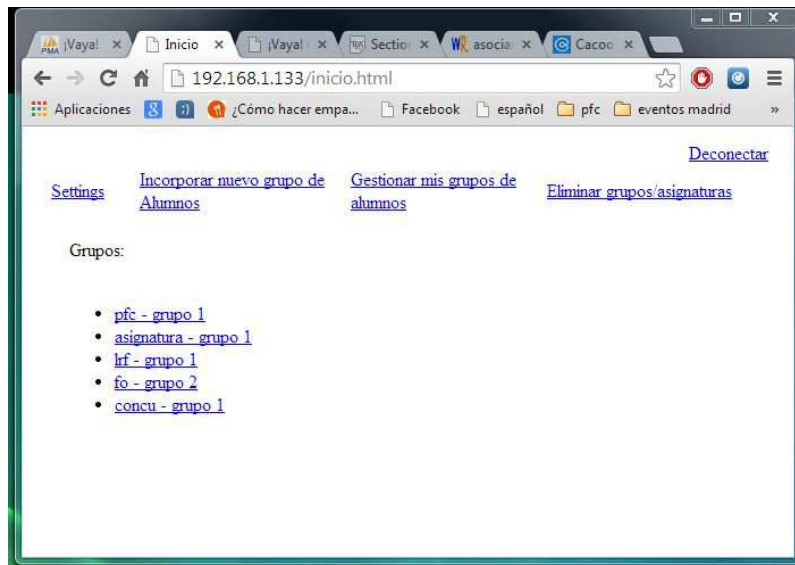 ¡Vaya! Inicio ¡Vaya! Sectio asocia Cacoo
192.168.1.133/inicio.html
Aplicaciones ¿Cómo hacer empa... Facebook español pfc eventos madrid »
Deconectar
Settings
Incorporar nuevo grupo de
Alumnos
Gestionar mis grupos de
alumnos
Eliminar grupos/asignaturas
Grupos:
pfc - grupo 1
asignatura - grupo 1
lrf - grupo 1
fo - grupo 2
concu - grupo 1